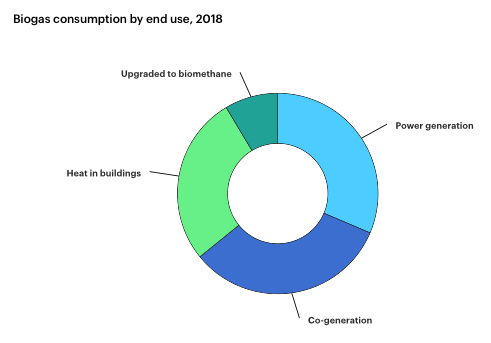 Biogas consumption by end use, 2018
Upgraded to biomethane
Power generation
Heat in buildings
Co-generation